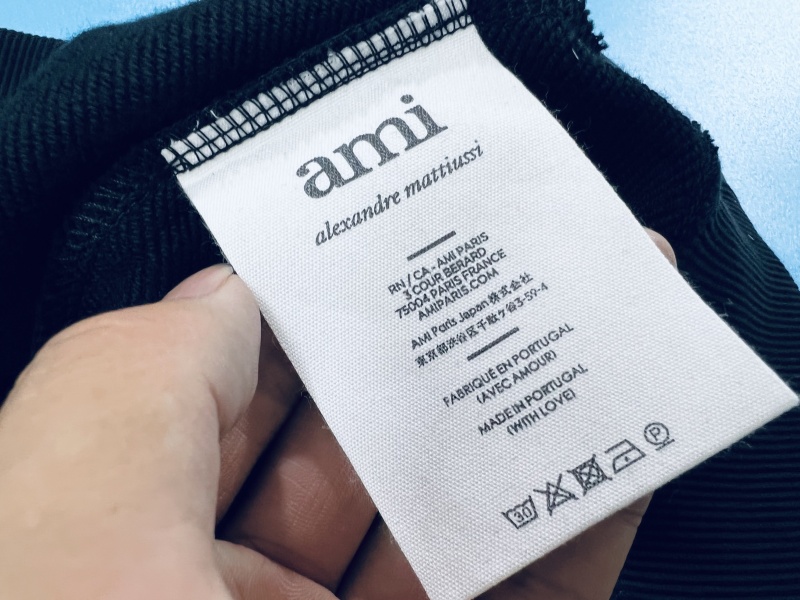 ami
alexandre mattiussi
RN / CA - AMI PARIS
3 COUR BERARD
75004 PARIS FRANCE
AMIPARIS.COM
AMI Paris Japan 株式会社
東京都渋谷区千駄ヶ谷3-59-4
FABRIQUÉ EN PORTUGAL
(AVEC AMOUR)
MADE IN PORTUGAL
(WITH LOVE)
30 P